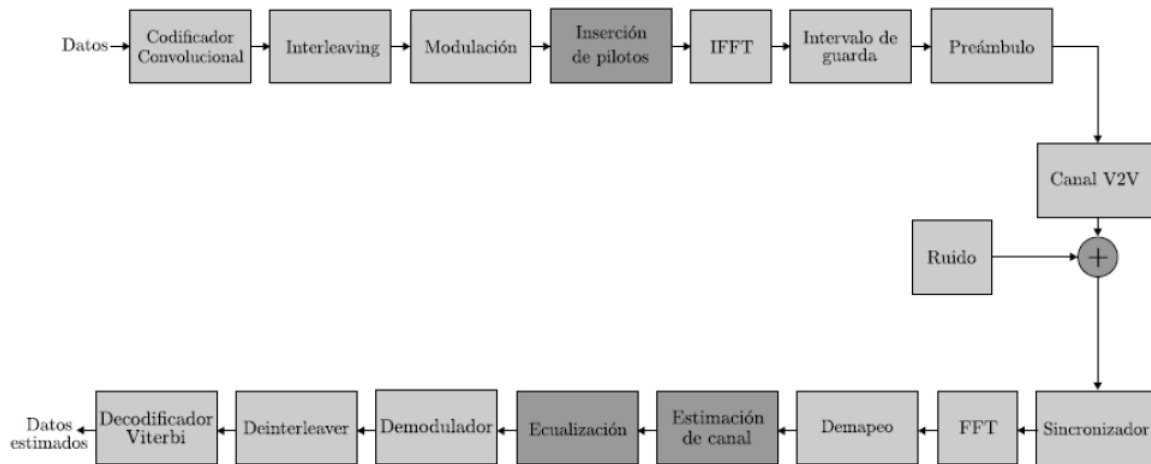 Datos
Codificador
Convolucional
Interleaving
Modulación
Inserción
de pilotos
IFFT
Intervalo de
guarda
Preámbulo
Canal V2V
Ruido
+
Datos
estimados
Decodificador
Viterbi
Deinterleaver
Demodulador
Ecualización
Estimación
de canal
Demapeo
FFT
Sincronizador